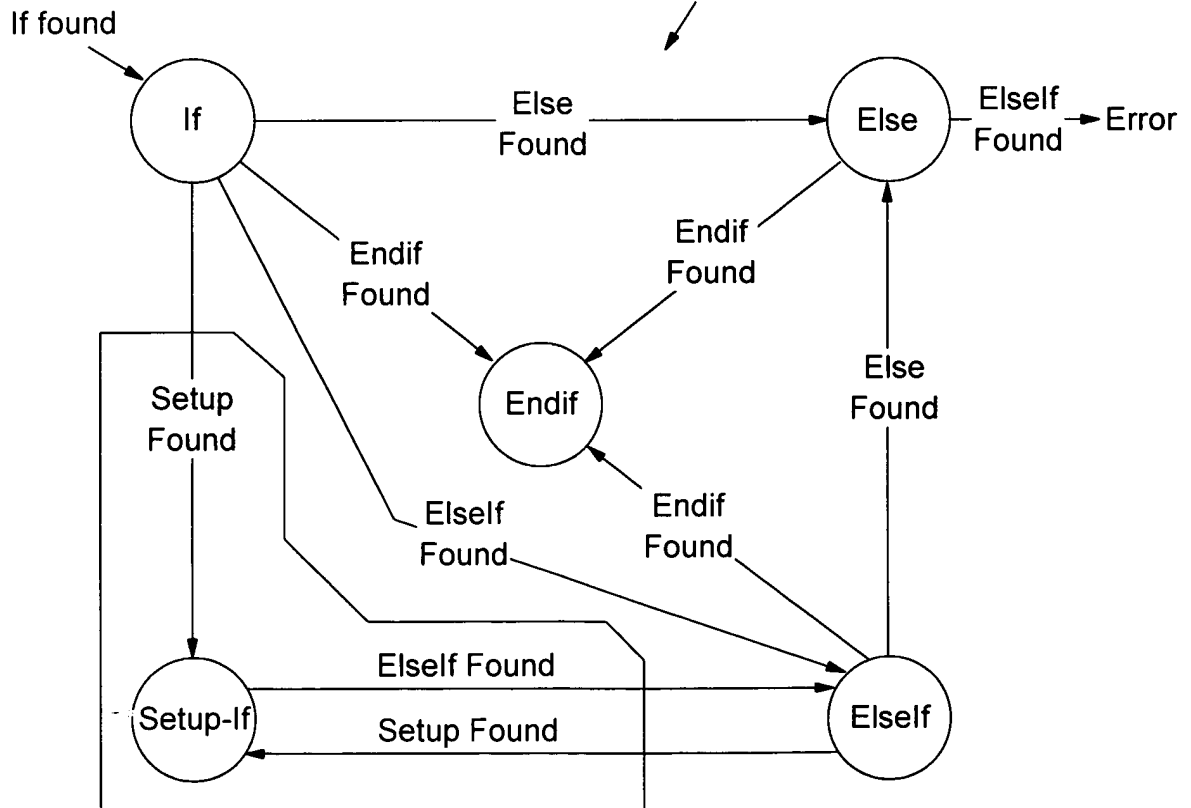 If found
If
Else
Found
Else
ElseIf
Found
Error
Endif
Found
Endif
Found
Setup
Found
Endif
Else
Found
ElseIf
Found
Endif
Found
ElseIf Found
Setup-If
Setup Found
ElseIf